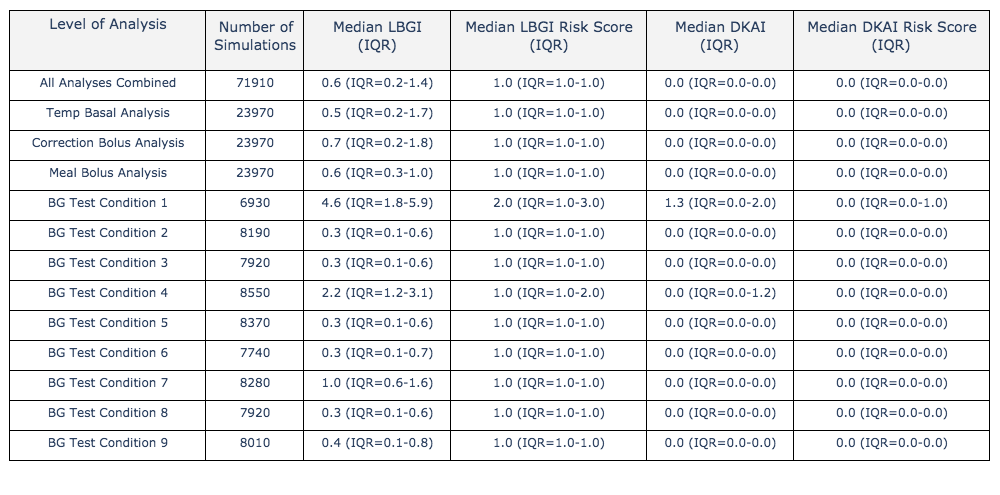 Level of Analysis | Number of Simulations | Median LBGI (IQR) | Median LBGI Risk Score (IQR) | Median DKAI (IQR) | Median DKAI Risk Score (IQR)
All Analyses Combined | 71910 | 0.6 (IQR=0.2-1.4) | 1.0 (IQR=1.0-1.0) | 0.0 (IQR=0.0-0.0) | 0.0 (IQR=0.0-0.0)
Temp Basal Analysis | 23970 | 0.5 (IQR=0.2-1.7) | 1.0 (IQR=1.0-1.0) | 0.0 (IQR=0.0-0.0) | 0.0 (IQR=0.0-0.0)
Correction Bolus Analysis | 23970 | 0.7 (IQR=0.2-1.8) | 1.0 (IQR=1.0-1.0) | 0.0 (IQR=0.0-0.0) | 0.0 (IQR=0.0-0.0)
Meal Bolus Analysis | 23970 | 0.6 (IQR=0.3-1.0) | 1.0 (IQR=1.0-1.0) | 0.0 (IQR=0.0-0.0) | 0.0 (IQR=0.0-0.0)
BG Test Condition 1 | 6930 | 4.6 (IQR=1.8-5.9) | 2.0 (IQR=1.0-3.0) | 1.3 (IQR=0.0-2.0) | 0.0 (IQR=0.0-1.0)
BG Test Condition 2 | 8190 | 0.3 (IQR=0.1-0.6) | 1.0 (IQR=1.0-1.0) | 0.0 (IQR=0.0-0.0) | 0.0 (IQR=0.0-0.0)
BG Test Condition 3 | 7920 | 0.3 (IQR=0.1-0.6) | 1.0 (IQR=1.0-1.0) | 0.0 (IQR=0.0-0.0) | 0.0 (IQR=0.0-0.0)
BG Test Condition 4 | 8550 | 2.2 (IQR=1.2-3.1) | 1.0 (IQR=1.0-2.0) | 0.0 (IQR=0.0-1.2) | 0.0 (IQR=0.0-0.0)
BG Test Condition 5 | 8370 | 0.3 (IQR=0.1-0.6) | 1.0 (IQR=1.0-1.0) | 0.0 (IQR=0.0-0.0) | 0.0 (IQR=0.0-0.0)
BG Test Condition 6 | 7740 | 0.3 (IQR=0.1-0.7) | 1.0 (IQR=1.0-1.0) | 0.0 (IQR=0.0-0.0) | 0.0 (IQR=0.0-0.0)
BG Test Condition 7 | 8280 | 1.0 (IQR=0.6-1.6) | 1.0 (IQR=1.0-1.0) | 0.0 (IQR=0.0-0.0) | 0.0 (IQR=0.0-0.0)
BG Test Condition 8 | 7920 | 0.3 (IQR=0.1-0.6) | 1.0 (IQR=1.0-1.0) | 0.0 (IQR=0.0-0.0) | 0.0 (IQR=0.0-0.0)
BG Test Condition 9 | 8010 | 0.4 (IQR=0.1-0.8) | 1.0 (IQR=1.0-1.0) | 0.0 (IQR=0.0-0.0) | 0.0 (IQR=0.0-0.0)